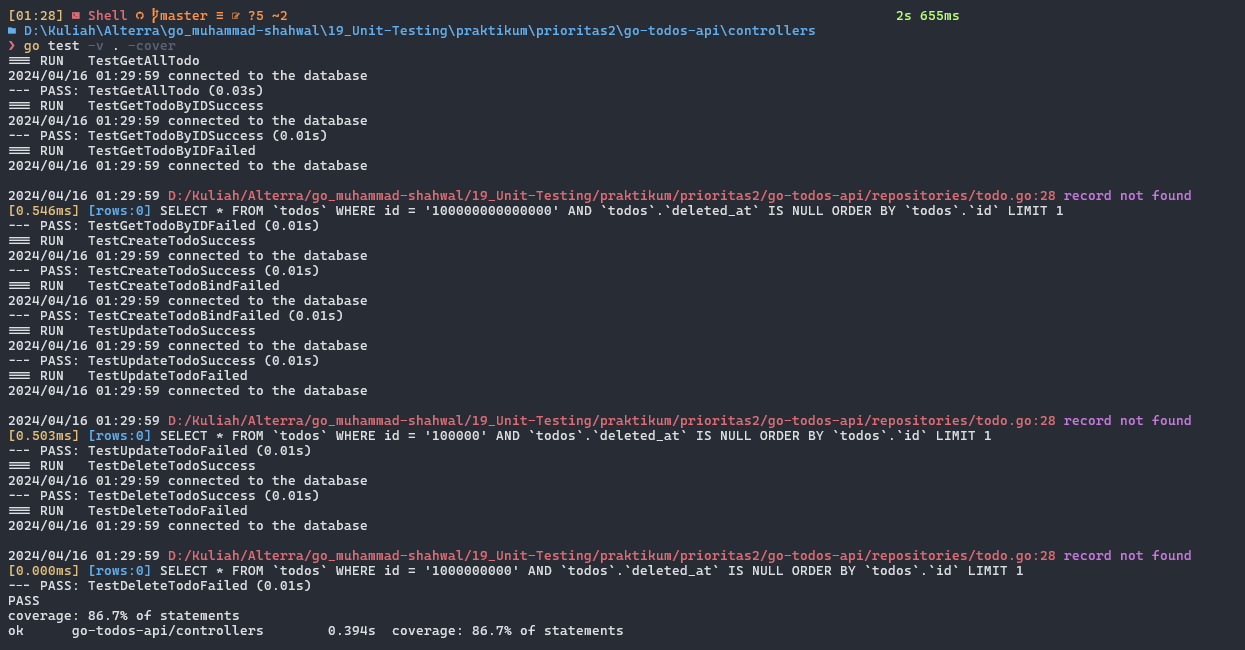 [01:28] Shell master ≡ ?5 ~2 2s 655ms
D:\Kuliah\Alterra\go_muhammad-shahwal\19_Unit-Testing\praktikum\prioritas2\go-todos-api\controllers
❯ go test -v . -cover
=== RUN   TestGetAllTodo
2024/04/16 01:29:59 connected to the database
--- PASS: TestGetAllTodo (0.03s)
=== RUN   TestGetTodoByIDSuccess
2024/04/16 01:29:59 connected to the database
--- PASS: TestGetTodoByIDSuccess (0.01s)
=== RUN   TestGetTodoByIDFailed
2024/04/16 01:29:59 connected to the database

2024/04/16 01:29:59 D:/Kuliah/Alterra/go_muhammad-shahwal/19_Unit-Testing/praktikum/prioritas2/go-todos-api/repositories/todo.go:28 record not found
[0.546ms] [rows:0] SELECT * FROM `todos` WHERE id = '100000000000000' AND `todos`.`deleted_at` IS NULL ORDER BY `todos`.`id` LIMIT 1
--- PASS: TestGetTodoByIDFailed (0.01s)
=== RUN   TestCreateTodoSuccess
2024/04/16 01:29:59 connected to the database
--- PASS: TestCreateTodoSuccess (0.01s)
=== RUN   TestCreateTodoBindFailed
2024/04/16 01:29:59 connected to the database
--- PASS: TestCreateTodoBindFailed (0.01s)
=== RUN   TestUpdateTodoSuccess
2024/04/16 01:29:59 connected to the database
--- PASS: TestUpdateTodoSuccess (0.01s)
=== RUN   TestUpdateTodoFailed
2024/04/16 01:29:59 connected to the database

2024/04/16 01:29:59 D:/Kuliah/Alterra/go_muhammad-shahwal/19_Unit-Testing/praktikum/prioritas2/go-todos-api/repositories/todo.go:28 record not found
[0.503ms] [rows:0] SELECT * FROM `todos` WHERE id = '100000' AND `todos`.`deleted_at` IS NULL ORDER BY `todos`.`id` LIMIT 1
--- PASS: TestUpdateTodoFailed (0.01s)
=== RUN   TestDeleteTodoSuccess
2024/04/16 01:29:59 connected to the database
--- PASS: TestDeleteTodoSuccess (0.01s)
=== RUN   TestDeleteTodoFailed
2024/04/16 01:29:59 connected to the database

2024/04/16 01:29:59 D:/Kuliah/Alterra/go_muhammad-shahwal/19_Unit-Testing/praktikum/prioritas2/go-todos-api/repositories/todo.go:28 record not found
[0.000ms] [rows:0] SELECT * FROM `todos` WHERE id = '1000000000' AND `todos`.`deleted_at` IS NULL ORDER BY `todos`.`id` LIMIT 1
--- PASS: TestDeleteTodoFailed (0.01s)
PASS
coverage: 86.7% of statements
ok      go-todos-api/controllers        0.394s  coverage: 86.7% of statements